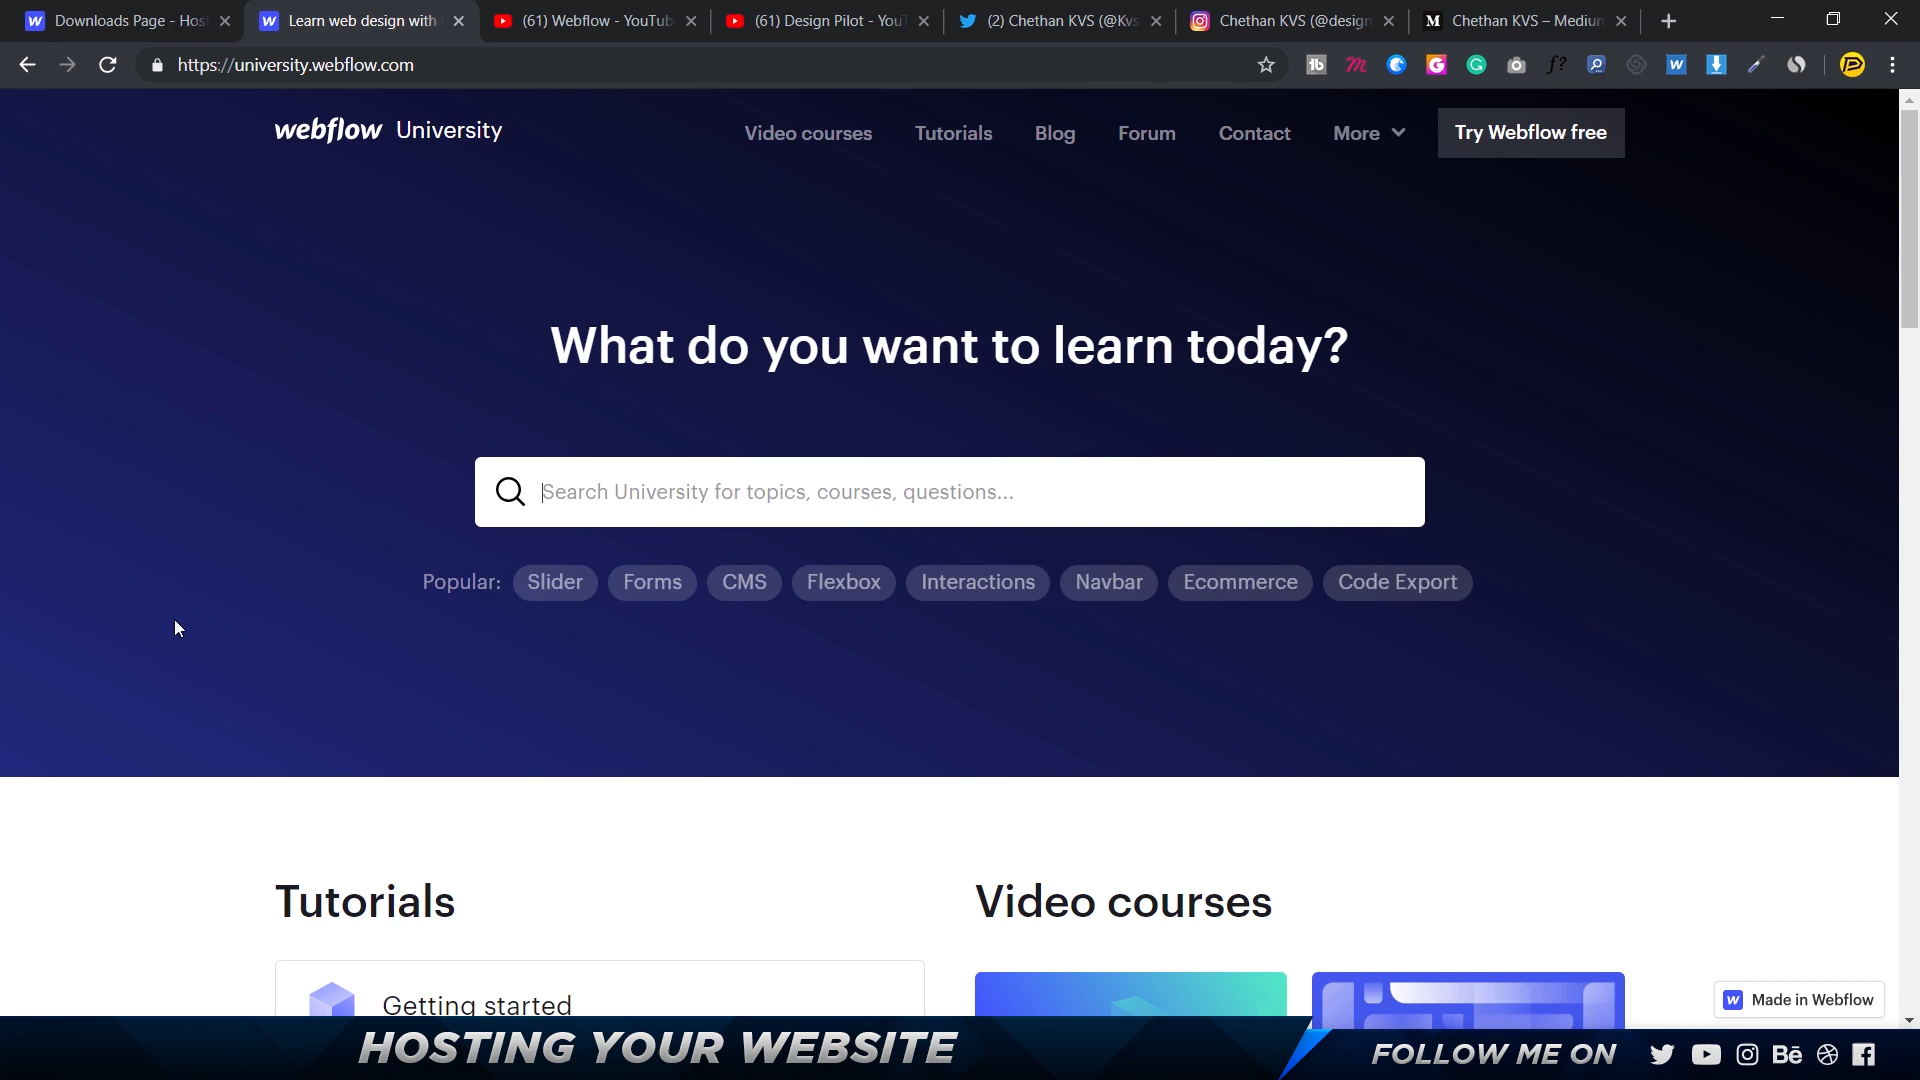 Downloads Page - Hos
Learn web design with
(61) Webflow - YouTub
(61) Design Pilot - You
(2) Chethan KVS (@Kvs
Chethan KVS (@design
Chethan KVS – Medium
https://university.webflow.com
webflow University
Video courses
Tutorials
Blog
Forum
Contact
More
Try Webflow free
What do you want to learn today?
Search University for topics, courses, questions...
Popular: Slider Forms CMS Flexbox Interactions Navbar Ecommerce Code Export
Tutorials
Video courses
Getting started
Made in Webflow
HOSTING YOUR WEBSITE
FOLLOW ME ON